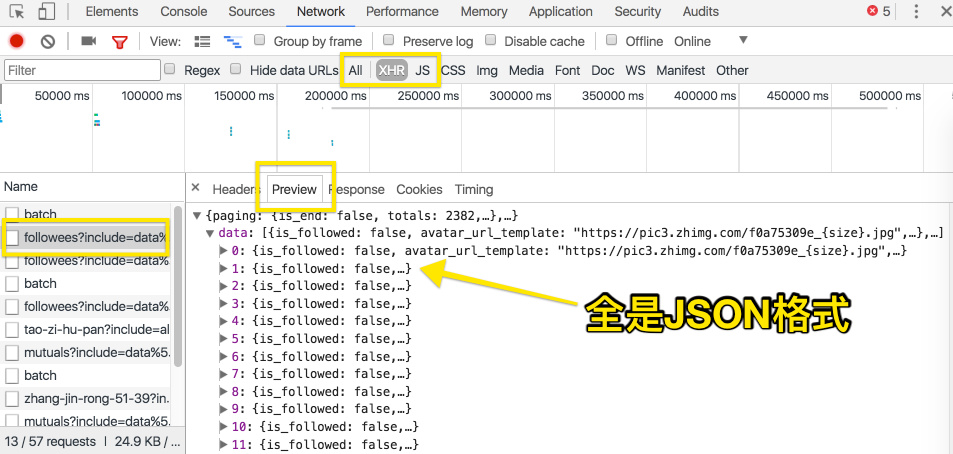 Elements Console Sources Network Performance Memory Application Security Audits 5
View: Group by frame Preserve log Disable cache Offline Online
Filter Regex Hide data URLs All XHR JS CSS Img Media Font Doc WS Manifest Other
50000 ms 100000 ms 150000 ms 200000 ms 250000 ms 300000 ms 350000 ms 400000 ms 450000 ms 500000 ms
Name
× Headers Preview Response Cookies Timing
batch
followees?include=data%
followees?include=data%
batch
followees?include=data%
tao-zi-hu-pan?include=al
mutuals?include=data%5.
batch
zhang-jin-rong-51-39?in.
mutuals?include=data%5.
13 / 57 requests | 24.9 KB / ...
▼{paging: {is_end: false, totals: 2382,…},…}
▼data: [{is_followed: false, avatar_url_template: "https://pic3.zhimg.com/f0a75309e_{size}.jpg",…},…]
▶0: {is_followed: false, avatar_url_template: "https://pic3.zhimg.com/f0a75309e_{size}.jpg",…}
▶1: {is_followed: false,…}
▶2: {is_followed: false,…}
▶3: {is_followed: false,…}
▶4: {is_followed: false,…}
▶5: {is_followed: false,…}
▶6: {is_followed: false,…}
▶7: {is_followed: false,…}
▶8: {is_followed: false,…}
▶9: {is_followed: false,…}
▶10: {is_followed: false,…}
▶11: {is_followed: false,…}
全是JSON格式